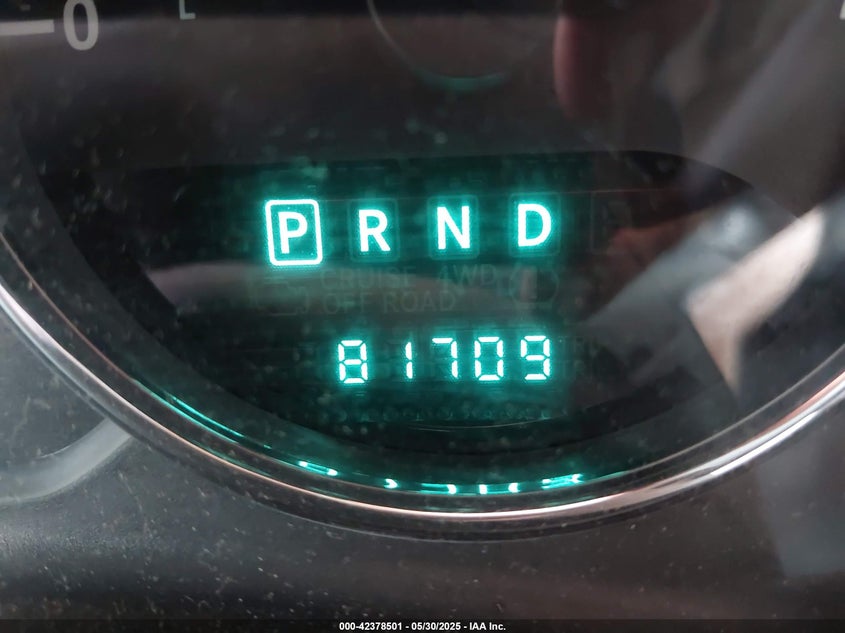 0 L
P R N D
CRUISE 4WD
OFF ROAD
81709
000-42378501 - 05/30/2025 - IAA Inc.